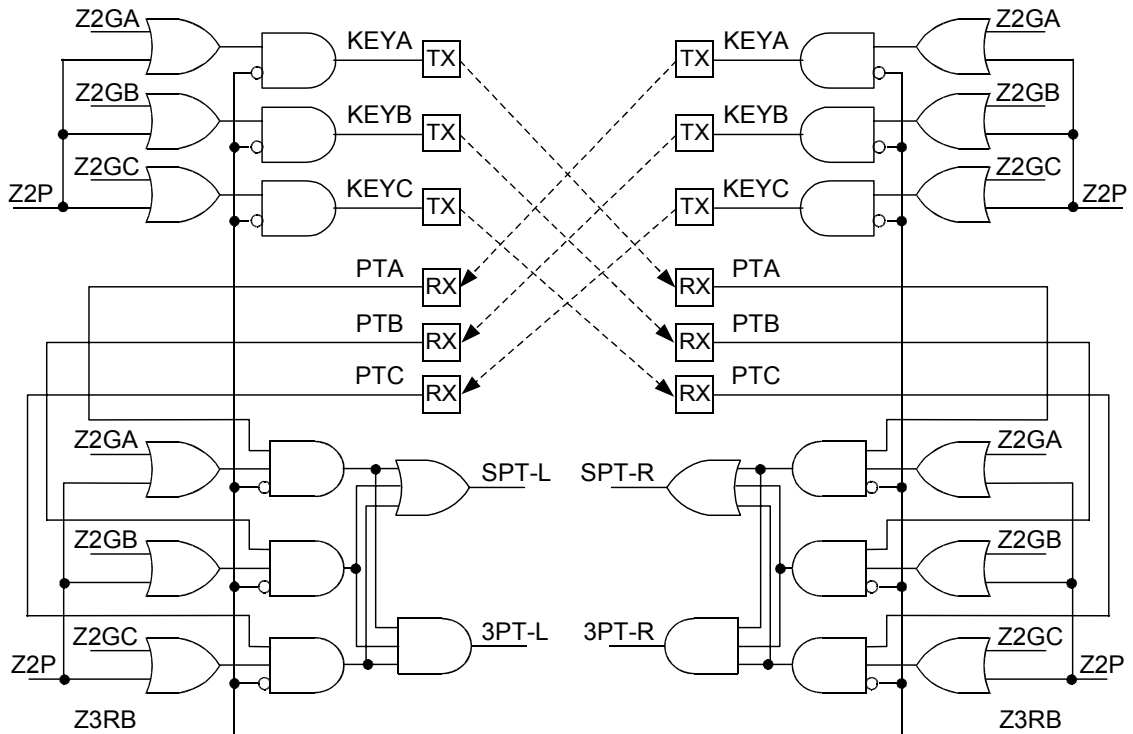 Z2GA KEYA TX TX KEYA Z2GA
Z2GB KEYB TX TX KEYB Z2GB
Z2GC KEYC TX TX KEYC Z2GC
Z2P Z2P
PTA RX RX PTA
PTB RX RX PTB
PTC RX RX PTC
Z2GA SPT-L SPT-R Z2GA
Z2GB Z2GB
Z2GC 3PT-L 3PT-R Z2GC
Z2P Z2P
Z3RB Z3RB